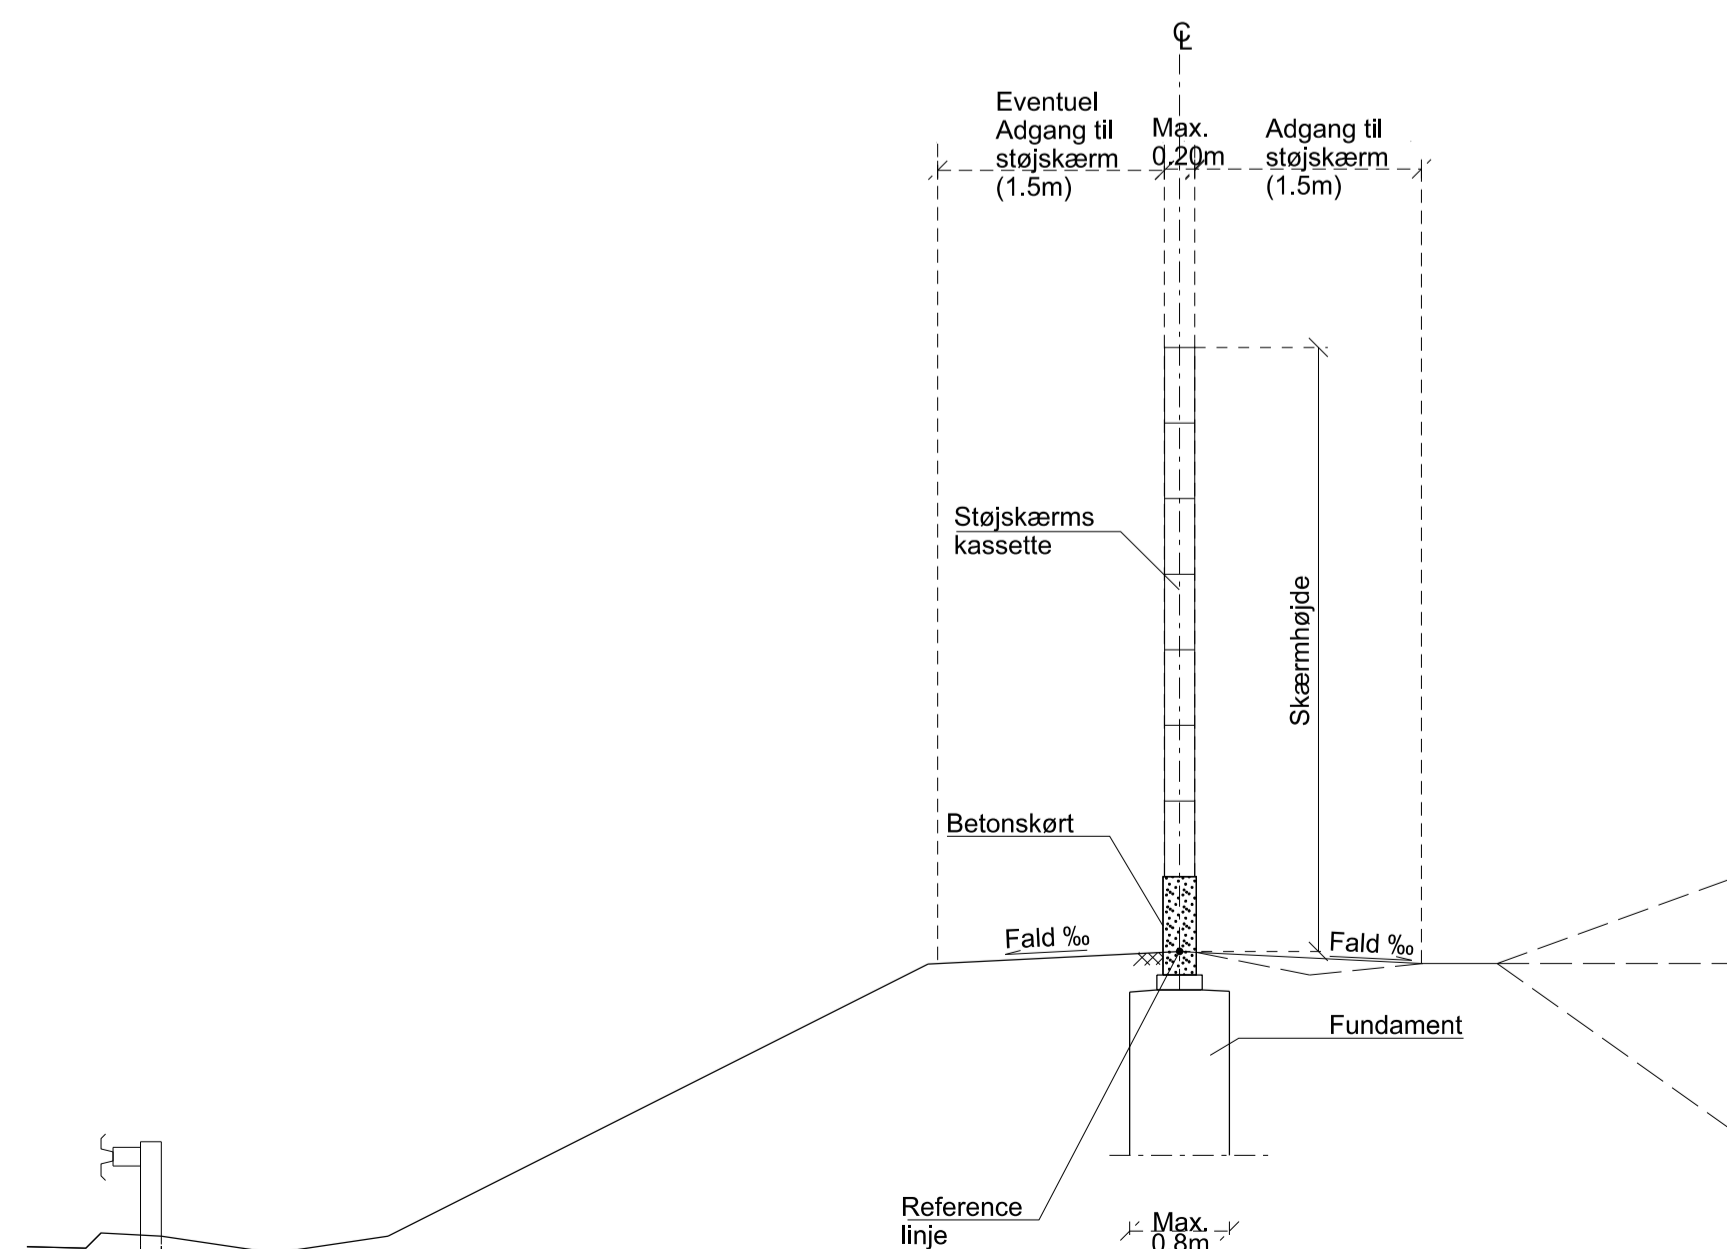 ℄
Eventuel
Adgang til
støjskærm
(1.5m)
Max.
0.20m
Adgang til
støjskærm
(1.5m)
Støjskærms
kassette
Skærmhøjde
Betonskørt
Fald ‰
Fald ‰
Fundament
Reference
linje
Max.
0.8m